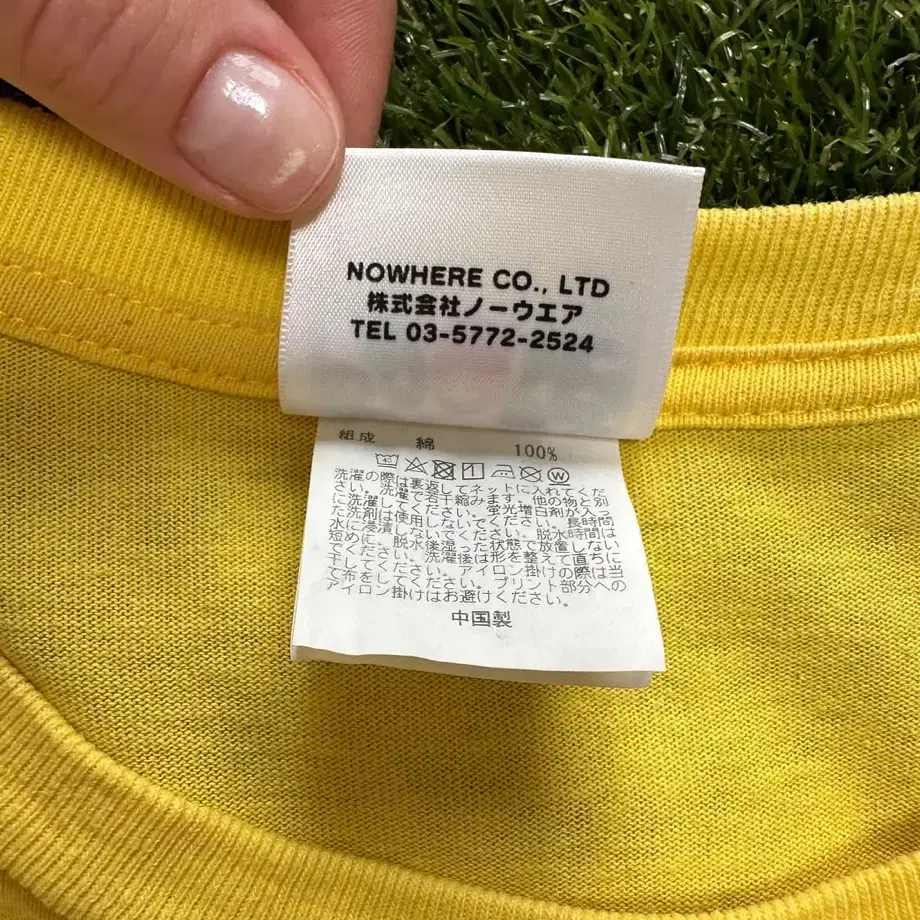 NOWHERE CO., LTD
株式会社ノーウエア
TEL 03-5772-2524
組成 綿 100%
40 1 W
洗濯の際は裏返してネットに入れてくだ
さい。洗濯で若干縮みます。他の物と別
に洗濯してください。蛍光増白剤が入っ
た洗剤は使用しないでください。長時間
水に浸漬しないでください。脱水時間は
短めに。脱水後湿った状態で放置しない
でください。洗濯後は形を整えて直ちに
干してください。アイロン掛けの際は当
て布をしてください。プリント部分への
アイロン掛けはお避けください。
中国製